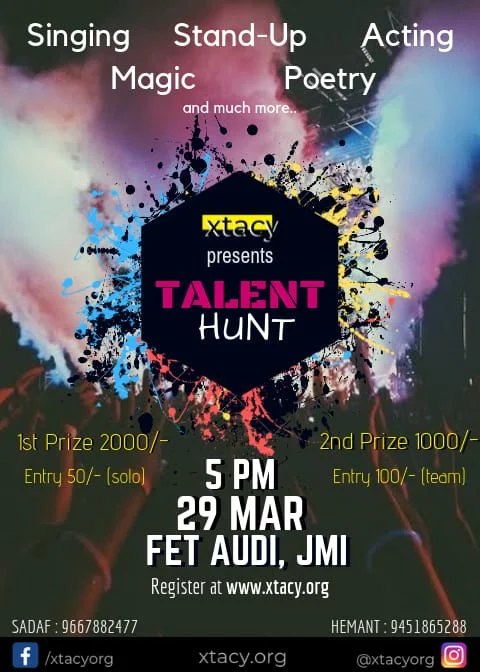 Singing Stand-Up Acting
Magic Poetry
and much more..
xtacy
presents
TALENT
HUNT
1st Prize 2000/- 2nd Prize 1000/-
Entry 50/- (solo) Entry 100/- (team)
5 PM
29 MAR
FET AUDI, JMI
Register at www.xtacy.org
SADAF : 9667882477 HEMANT : 9451865288
/xtacyorg xtacy.org @xtacyorg